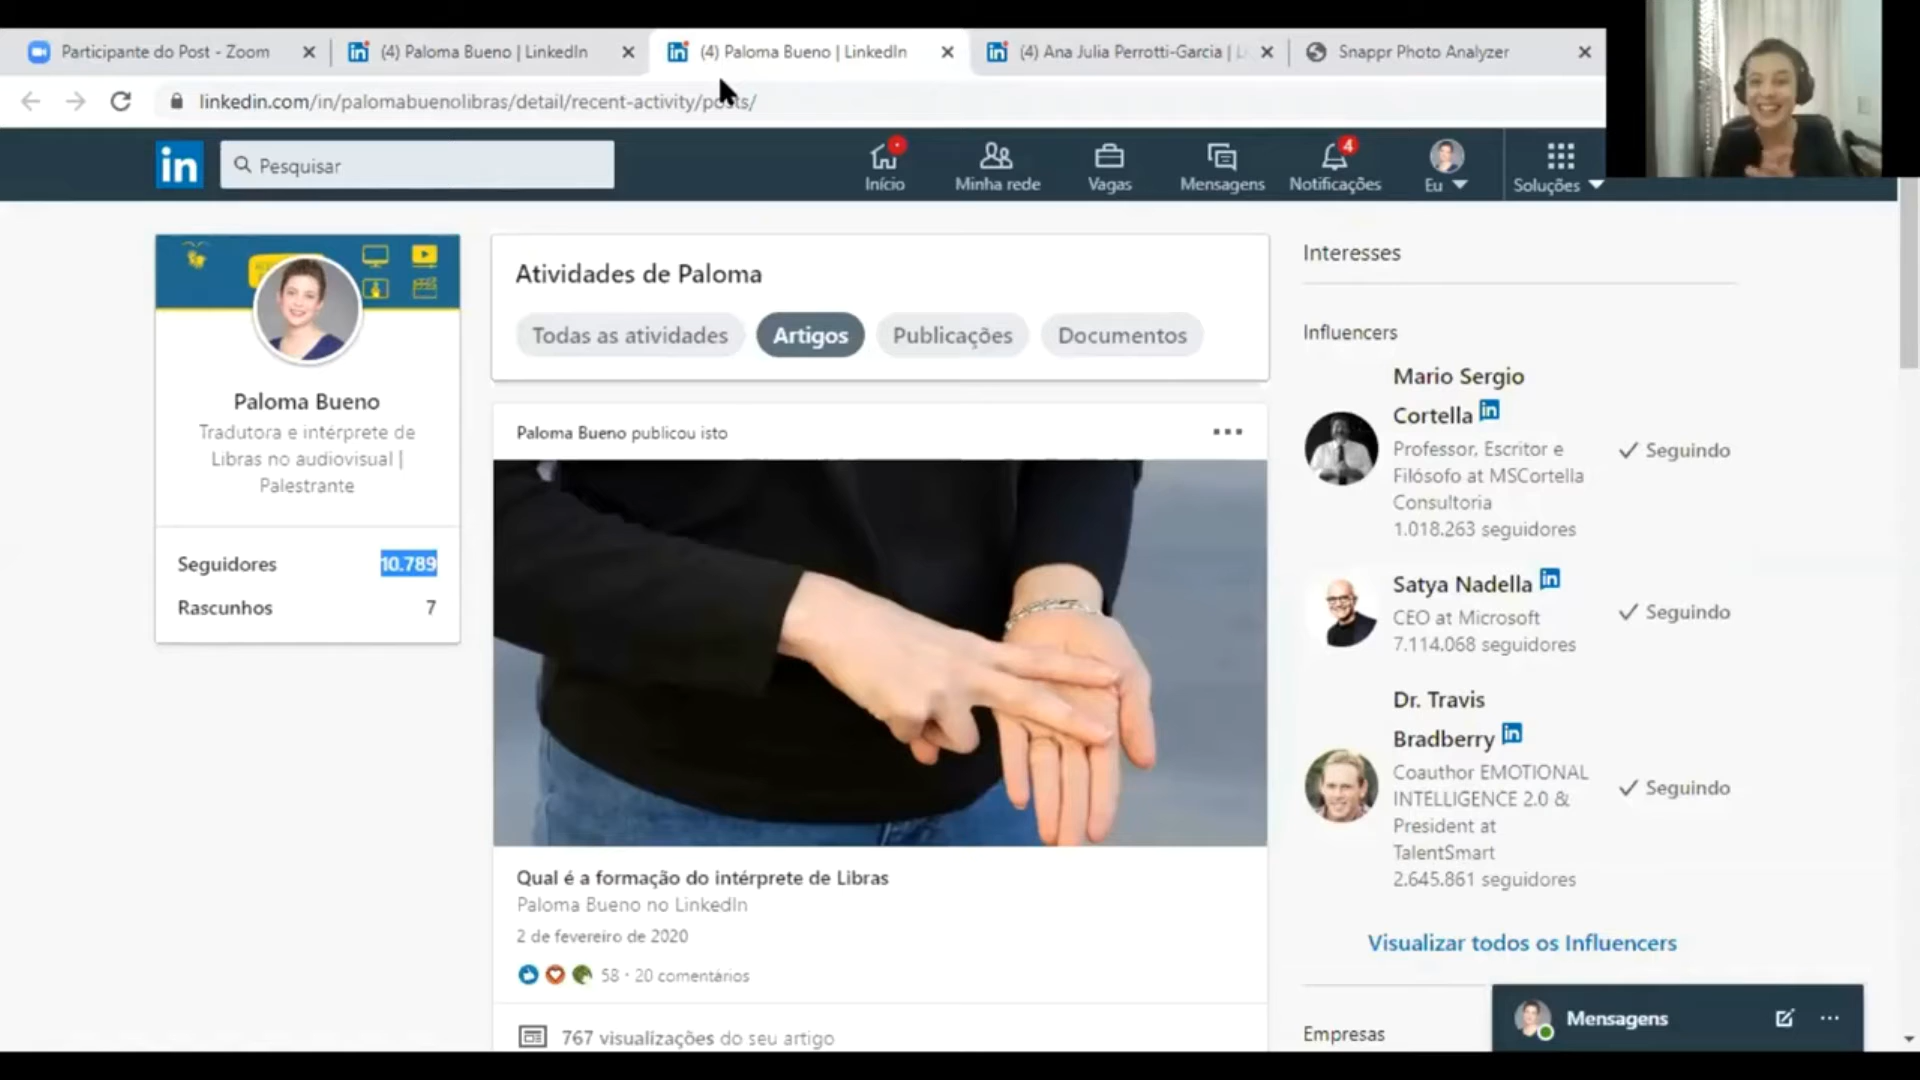 Participante do Post - Zoom
(4) Paloma Bueno | LinkedIn
(4) Paloma Bueno | LinkedIn
(4) Ana Julia Perrotti-Garcia |
Snappr Photo Analyzer
linkedin.com/in/palomabuenolibras/detail/recent-activity/posts/
in
Pesquisar
Início
Minha rede
Vagas
Mensagens
4
Notificações
Eu
Soluções
Paloma Bueno
Tradutora e intérprete de
Libras no audiovisual |
Palestrante
Seguidores 10.789
Rascunhos 7
Atividades de Paloma
Todas as atividades
Artigos
Publicações
Documentos
Paloma Bueno publicou isto
Qual é a formação do intérprete de Libras
Paloma Bueno no LinkedIn
2 de fevereiro de 2020
58 · 20 comentários
767 visualizações do seu artigo
Interesses
Influencers
Mario Sergio
Cortella in
Professor, Escritor e
Filósofo at MSCortella
Consultoria
1.018.263 seguidores
Seguindo
Satya Nadella in
CEO at Microsoft
7.114.068 seguidores
Seguindo
Dr. Travis
Bradberry in
Coauthor EMOTIONAL
INTELLIGENCE 2.0 &
President at
TalentSmart
2.645.861 seguidores
Seguindo
Visualizar todos os Influencers
Empresas
Mensagens